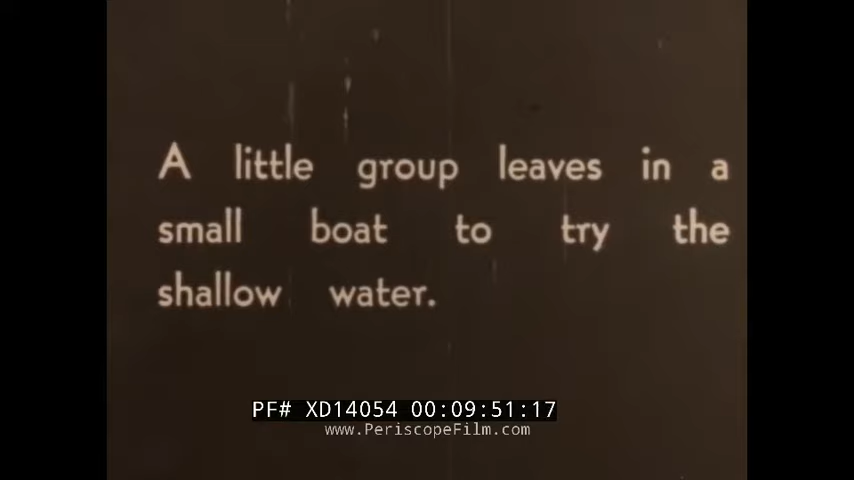 A little group leaves in a
small boat to try the
shallow water.
PF# XD14054 00:09:51:17
www.PeriscopeFilm.com